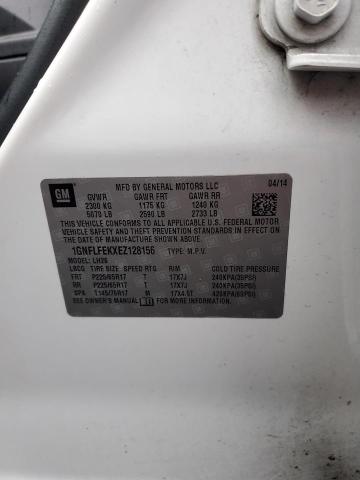 GM
MFD BY GENERAL MOTORS LLC
04/14
GVWR GAWR FRT GAWR RR
2300 KG 1175 KG 1240 KG
5070 LB 2590 LB 2733 LB
THIS VEHICLE CONFORMS TO ALL APPLICABLE U.S. FEDERAL MOTOR
VEHICLE SAFETY AND THEFT PREVENTION STANDARDS IN EFFECT ON
THE DATE OF MANUFACTURE SHOWN ABOVE.
1GNFLFEKXEZ128156 TYPE: M.P.V.
MODEL: LH26
LOC TIRE SIZE SPEED RTG RIM COLD TIRE PRESSURE
FRT P225/65R17 T 17X7J 240KPA(35PSI)
RR P225/65R17 T 17X7J 240KPA(35PSI)
SPA T145/70R17 M 17X4.5T 420KPA(60PSI)
SEE OWNER'S MANUAL FOR MORE INFORMATION